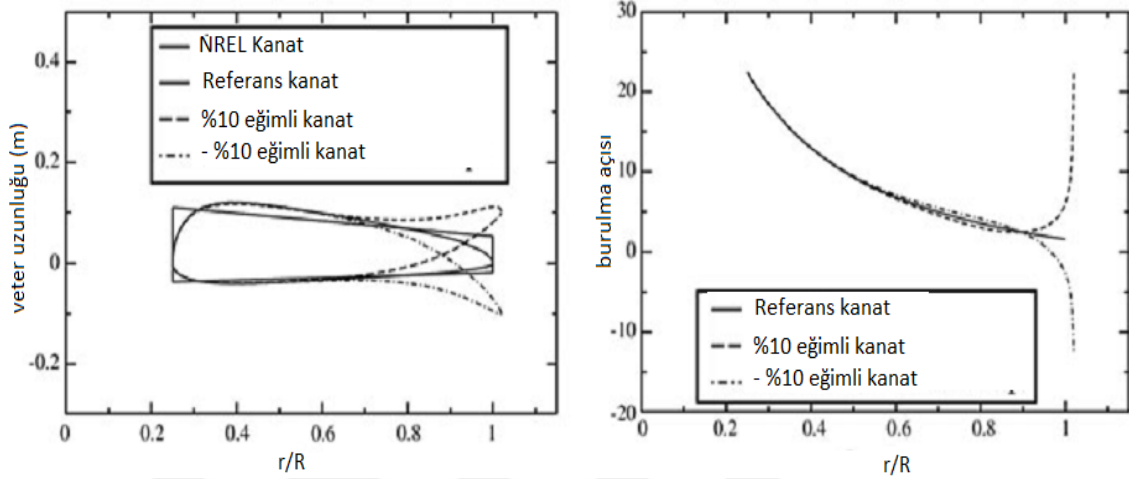 NREL Kanat
Referans kanat
%10 eğimli kanat
- %10 eğimli kanat
veter uzunluğu (m)
0.4
0.2
0
-0.2
0
0.2
0.4
0.6
0.8
1
r/R
burulma açısı
30
20
10
0
-10
-20
Referans kanat
%10 eğimli kanat
- %10 eğimli kanat
0
0.2
0.4
0.6
0.8
1
r/R